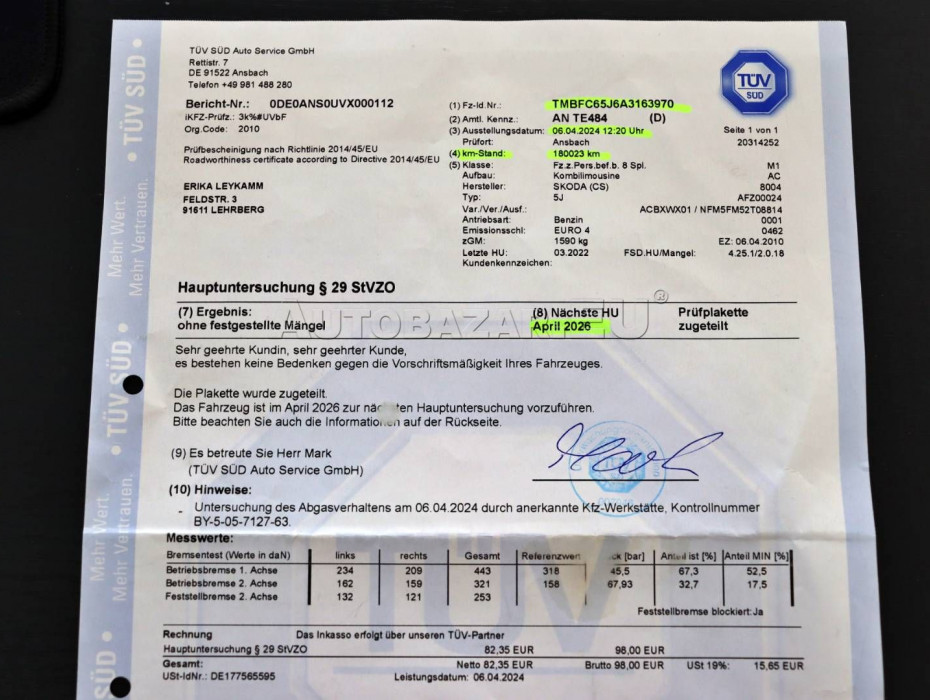 TÜV SÜD Auto Service GmbH
Rettistr. 7
DE 91522 Ansbach
Telefon +49 981 488 280
Bericht-Nr.: 0DE0ANS0UVX000112
iKFZ-Prüfz.: 3k%#UVbF
Org.Code: 2010
Prüfbescheinigung nach Richtlinie 2014/45/EU
Roadworthiness certificate according to Directive 2014/45/EU
ERIKA LEYKAMM
FELDSTR. 3
91611 LEHRBERG
(1) Fz-Id.Nr.: TMBFC65J6A3163970
(2) Amtl. Kennz.: AN TE484 (D)
(3) Ausstellungsdatum: 06.04.2024 12:20 Uhr Seite 1 von 1
Prüfort: Ansbach 20314252
(4) km-Stand: 180023 km
(5) Klasse: Fz.z.Pers.bef.b. 8 Spl. M1
Aufbau: Kombilimousine AC
Hersteller: SKODA (CS) 8004
Typ: 5J AFZ00024
Var./Ver./Ausf.: ACBXWX01 / NFM5FM52T08814
Antriebsart: Benzin 0001
Emissionsschl: EURO 4 0462
zGM: 1590 kg EZ: 06.04.2010
Letzte HU: 03.2022 FSD.HU/Mangel: 4.25.1/2.0.18
Kundenkennzeichen:
TÜV
SÜD
Hauptuntersuchung § 29 StVZO
(7) Ergebnis: (8) Nächste HU Prüfplakette
ohne festgestellte Mängel April 2026 zugeteilt
AUTOBAZAR.EU®
Sehr geehrte Kundin, sehr geehrter Kunde,
es bestehen keine Bedenken gegen die Vorschriftsmäßigkeit Ihres Fahrzeuges.
Die Plakette wurde zugeteilt.
Das Fahrzeug ist im April 2026 zur nächsten Hauptuntersuchung vorzuführen.
Bitte beachten Sie auch die Informationen auf der Rückseite.
(9) Es betreute Sie Herr Mark
(TÜV SÜD Auto Service GmbH)
(10) Hinweise:
- Untersuchung des Abgasverhaltens am 06.04.2024 durch anerkannte Kfz-Werkstätte, Kontrollnummer
BY-5-05-7127-63.
Messwerte:
Bremsentest (Werte in daN) links rechts Gesamt Referenzwert [bar] Anteil ist [%] Anteil MIN [%]
Betriebsbremse 1. Achse 234 209 443 318 45,5 67,3 52,5
Betriebsbremse 2. Achse 162 159 321 158 67,93 32,7 17,5
Feststellbremse 2. Achse 132 121 253
Feststellbremse blockiert: Ja
Rechnung Das Inkasso erfolgt über unseren TÜV-Partner
Hauptuntersuchung § 29 StVZO 82,35 EUR 98,00 EUR
Gesamt: Netto 82,35 EUR Brutto 98,00 EUR USt 19%: 15,65 EUR
USt-IdNr.: DE177565595 Leistungsdatum: 06.04.2024
TÜV SÜD
Mehr Wert.
Mehr Vertrauen.
TÜV SÜD
Mehr Wert.
Mehr Vertrauen.
SÜD
TÜV